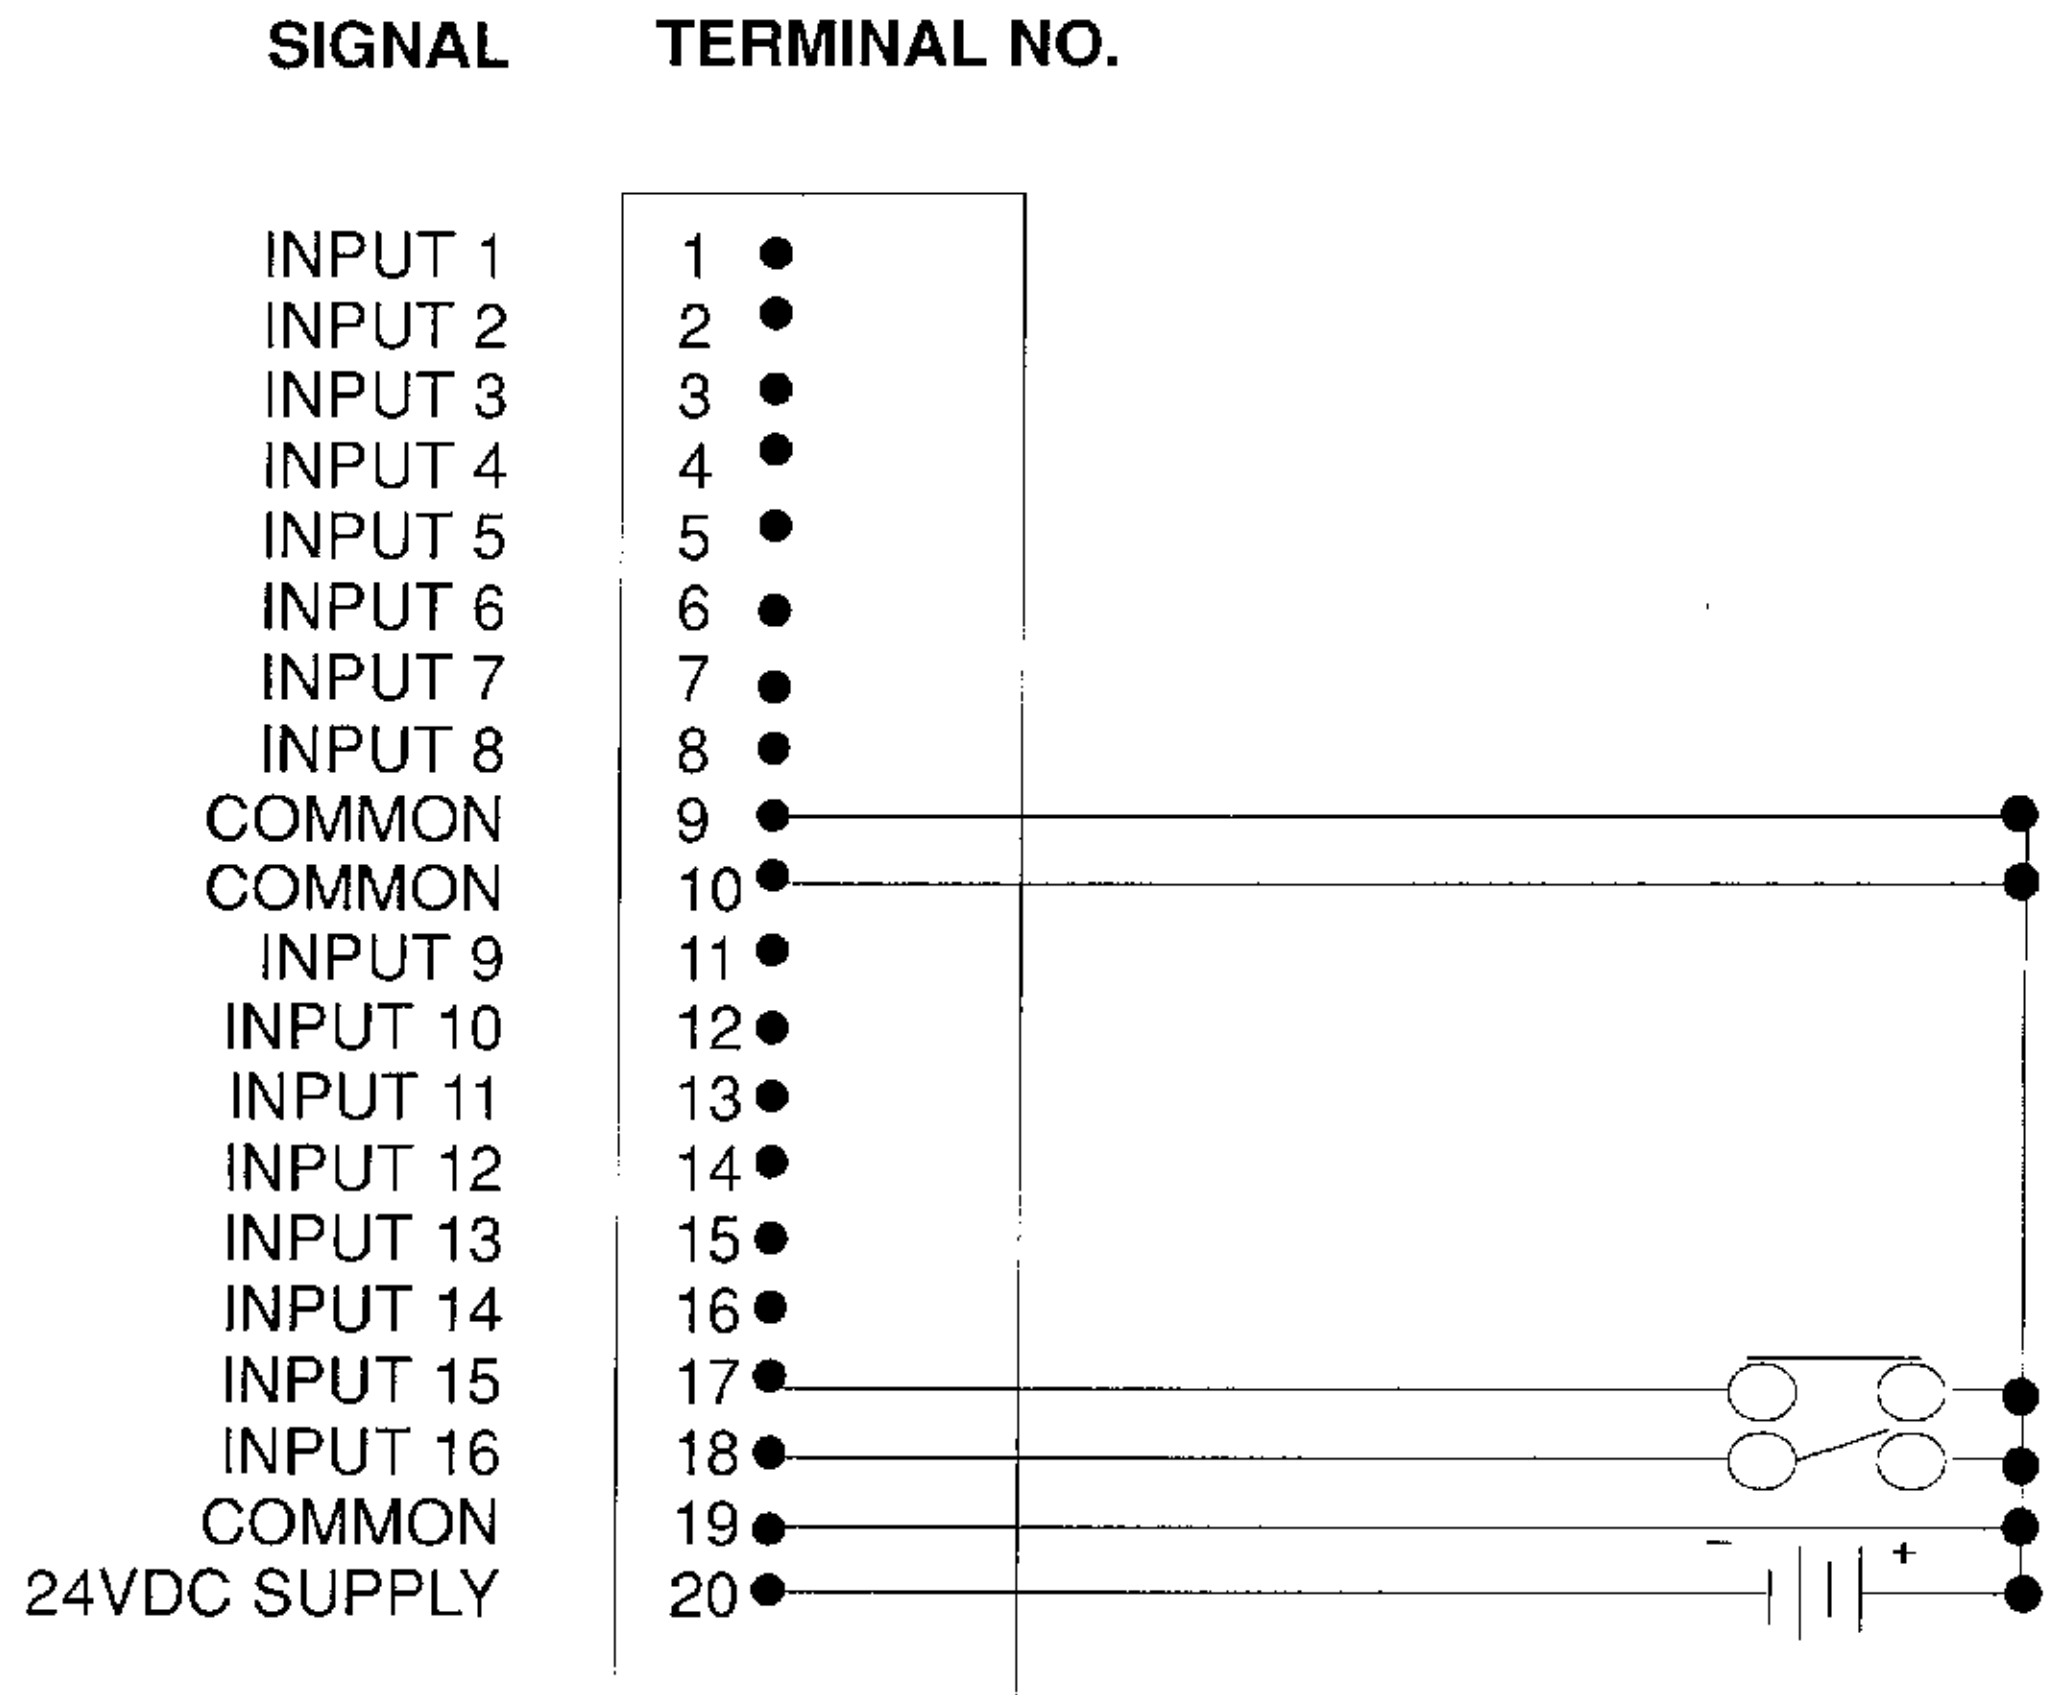 SIGNAL TERMINAL NO.
INPUT 1 1
INPUT 2 2
INPUT 3 3
INPUT 4 4
INPUT 5 5
INPUT 6 6
INPUT 7 7
INPUT 8 8
COMMON 9
COMMON 10
INPUT 9 11
INPUT 10 12
INPUT 11 13
INPUT 12 14
INPUT 13 15
INPUT 14 16
INPUT 15 17
INPUT 16 18
COMMON 19
- +
24VDC SUPPLY 20